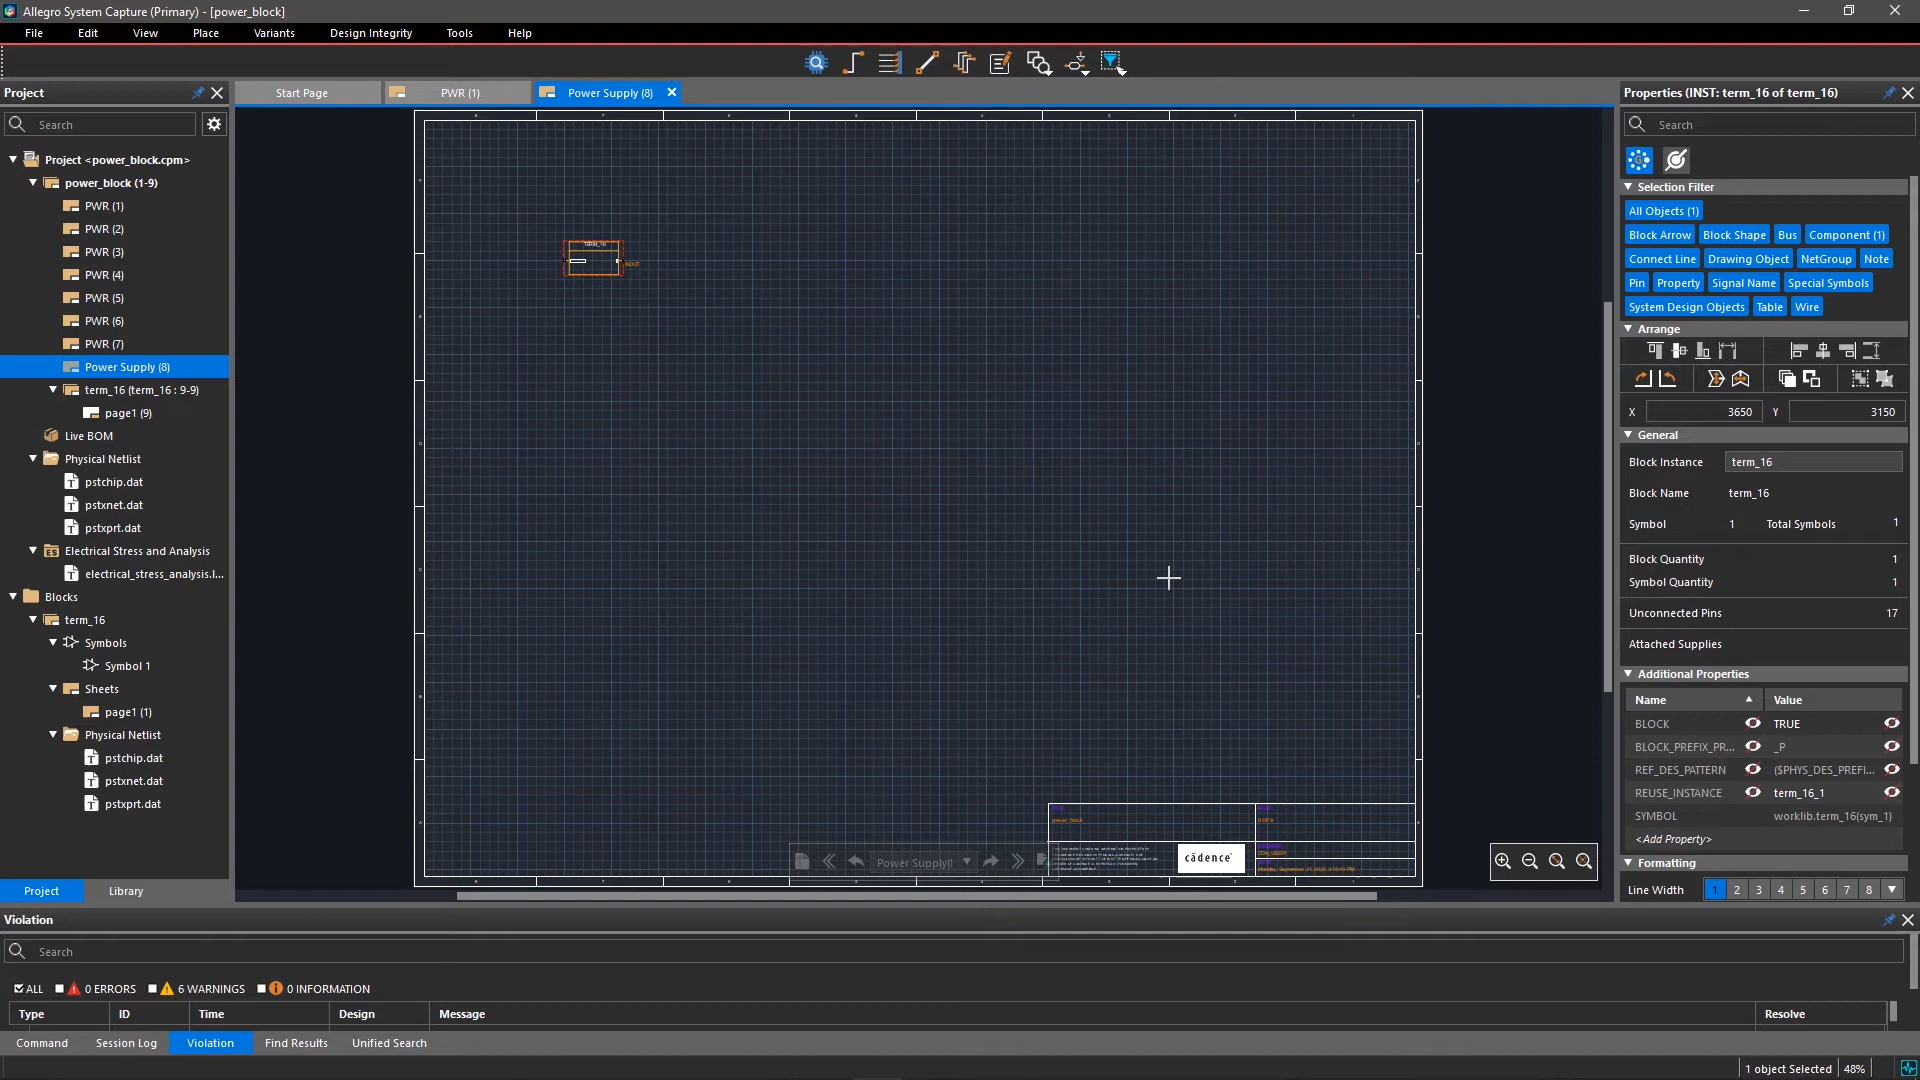 Allegro System Capture (Primary) - [power_block]
File Edit View Place Variants Design Integrity Tools Help
Project
Search
Project <power_block.cpm>
power_block (1-9)
PWR (1)
PWR (2)
PWR (3)
PWR (4)
PWR (5)
PWR (6)
PWR (7)
Power Supply (8)
term_16 (term_16 : 9-9)
page1 (9)
Live BOM
Physical Netlist
pstchip.dat
pstxnet.dat
pstxprt.dat
Electrical Stress and Analysis
electrical_stress_analysis.l...
Blocks
term_16
Symbols
Symbol 1
Sheets
page1 (1)
Physical Netlist
pstchip.dat
pstxnet.dat
pstxprt.dat
Project Library
Start Page PWR (1) Power Supply (8)
TERM_16
power_block
cādence
Power Supply(
Properties (INST: term_16 of term_16)
Search
Selection Filter
All Objects (1)
Block Arrow Block Shape Bus Component (1)
Connect Line Drawing Object NetGroup Note
Pin Property Signal Name Special Symbols
System Design Objects Table Wire
Arrange
X 3650 Y 3150
General
Block Instance term_16
Block Name term_16
Symbol 1 Total Symbols 1
Block Quantity 1
Symbol Quantity 1
Unconnected Pins 17
Attached Supplies
Additional Properties
Name Value
BLOCK TRUE
BLOCK_PREFIX_PR... _P
REF_DES_PATTERN ($PHYS_DES_PREFI...
REUSE_INSTANCE term_16_1
SYMBOL worklib.term_16(sym_1)
<Add Property>
Formatting
Line Width 1 2 3 4 5 6 7 8
Violation
Search
ALL 0 ERRORS 6 WARNINGS 0 INFORMATION
Type ID Time Design Message Resolve
Command Session Log Violation Find Results Unified Search
1 object Selected 48%